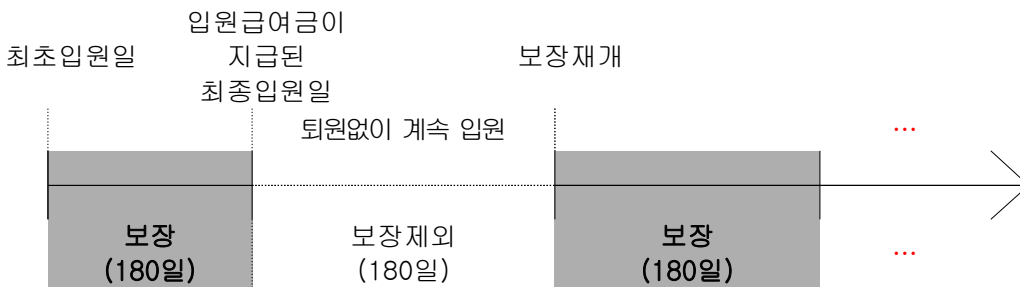 최초입원일
입원급여금이
지급된
최종입원일
보장재개
퇴원없이 계속 입원
...
보장
(180일)
보장제외
(180일)
보장
(180일)
...